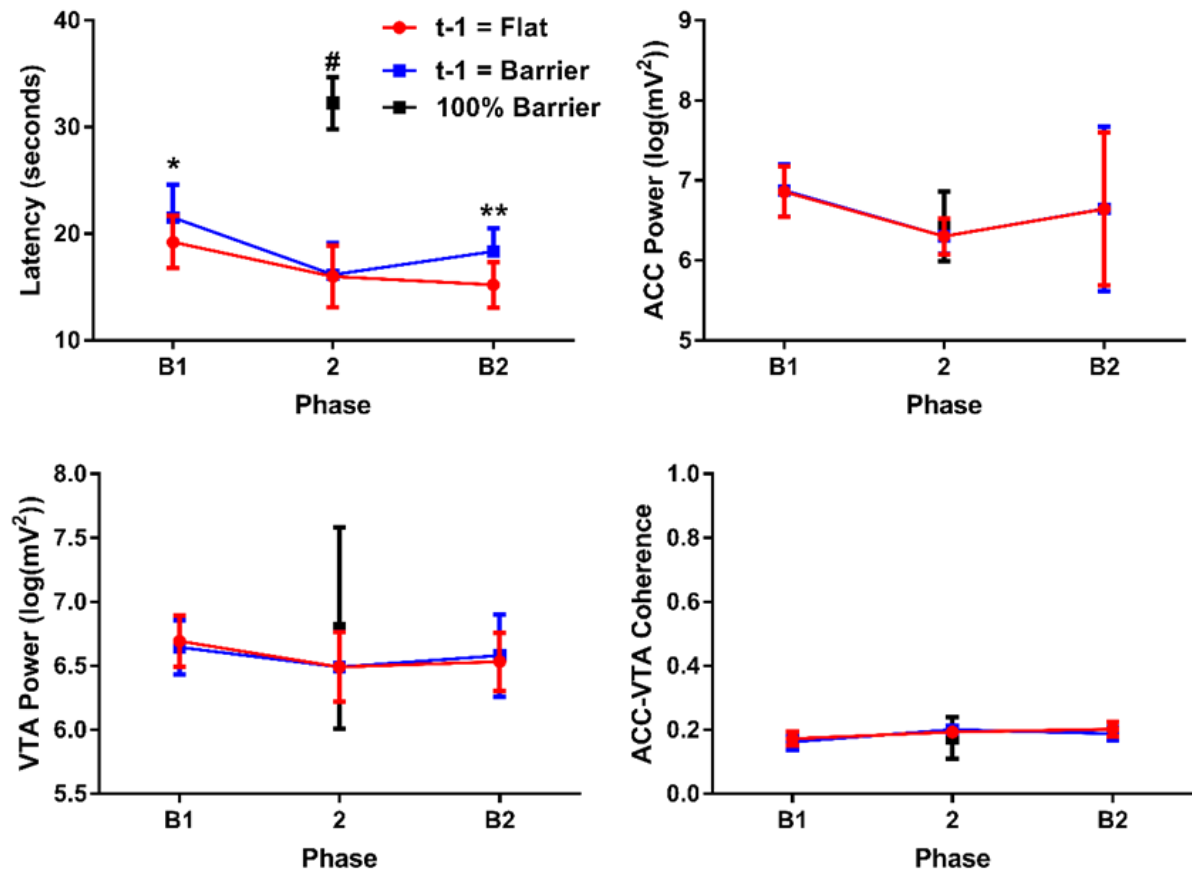 t-1 = Flat
t-1 = Barrier
100% Barrier
#
*
**
40
30
20
10
Latency (seconds)
B1 2 B2
Phase
9
8
7
6
5
ACC Power (log(mV²))
B1 2 B2
Phase
8.0
7.5
7.0
6.5
6.0
5.5
VTA Power (log(mV²))
B1 2 B2
Phase
1.0
0.8
0.6
0.4
0.2
0.0
ACC-VTA Coherence
B1 2 B2
Phase